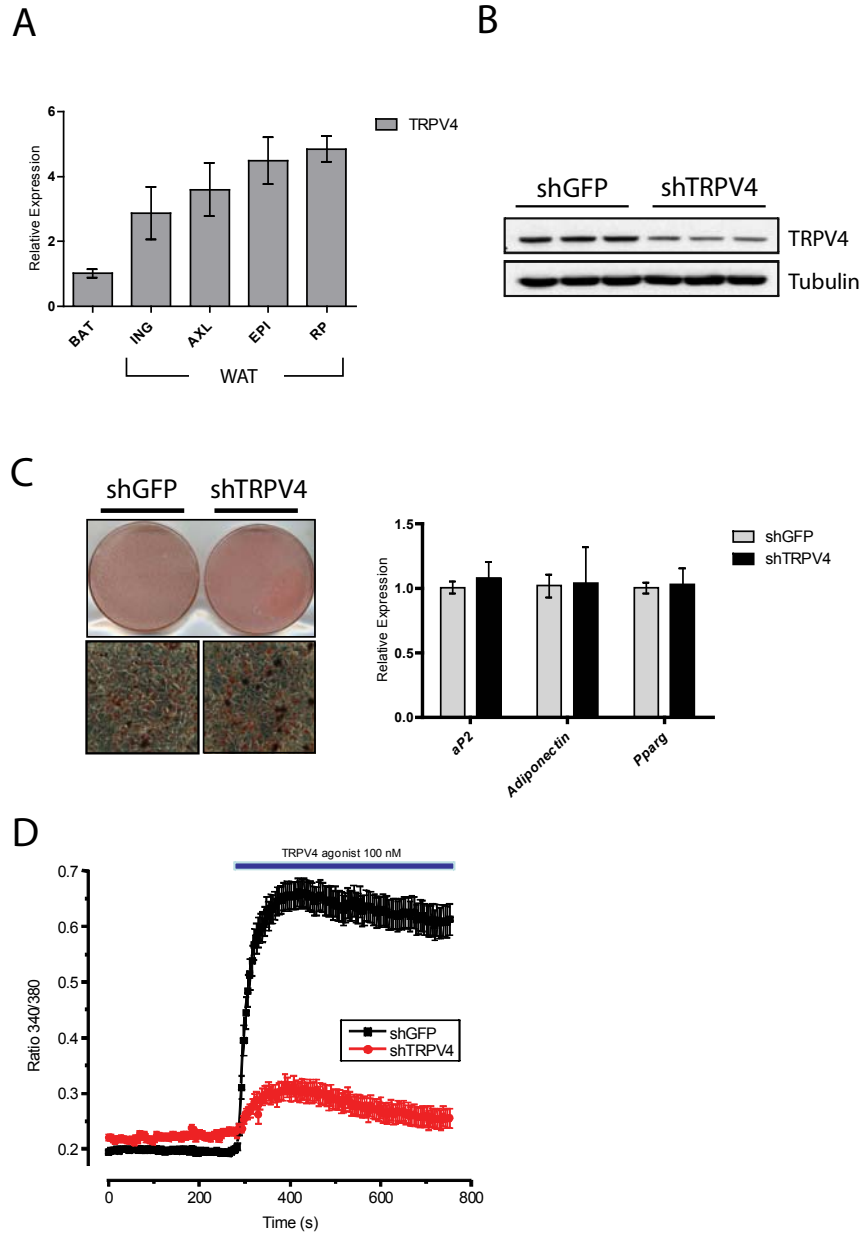 A
6
4
2
0
Relative Expression
TRPV4
BAT
ING
AXL
EPI
RP
WAT
B
shGFP shTRPV4
TRPV4
Tubulin
C
shGFP shTRPV4
1.5
1.0
0.5
0.0
Relative Expression
shGFP
shTRPV4
aP2
Adiponectin
Pparg
D
TRPV4 agonist 100 nM
0.7
0.6
0.5
0.4
0.3
0.2
Ratio 340/380
shGFP
shTRPV4
0 200 400 600 800
Time (s)